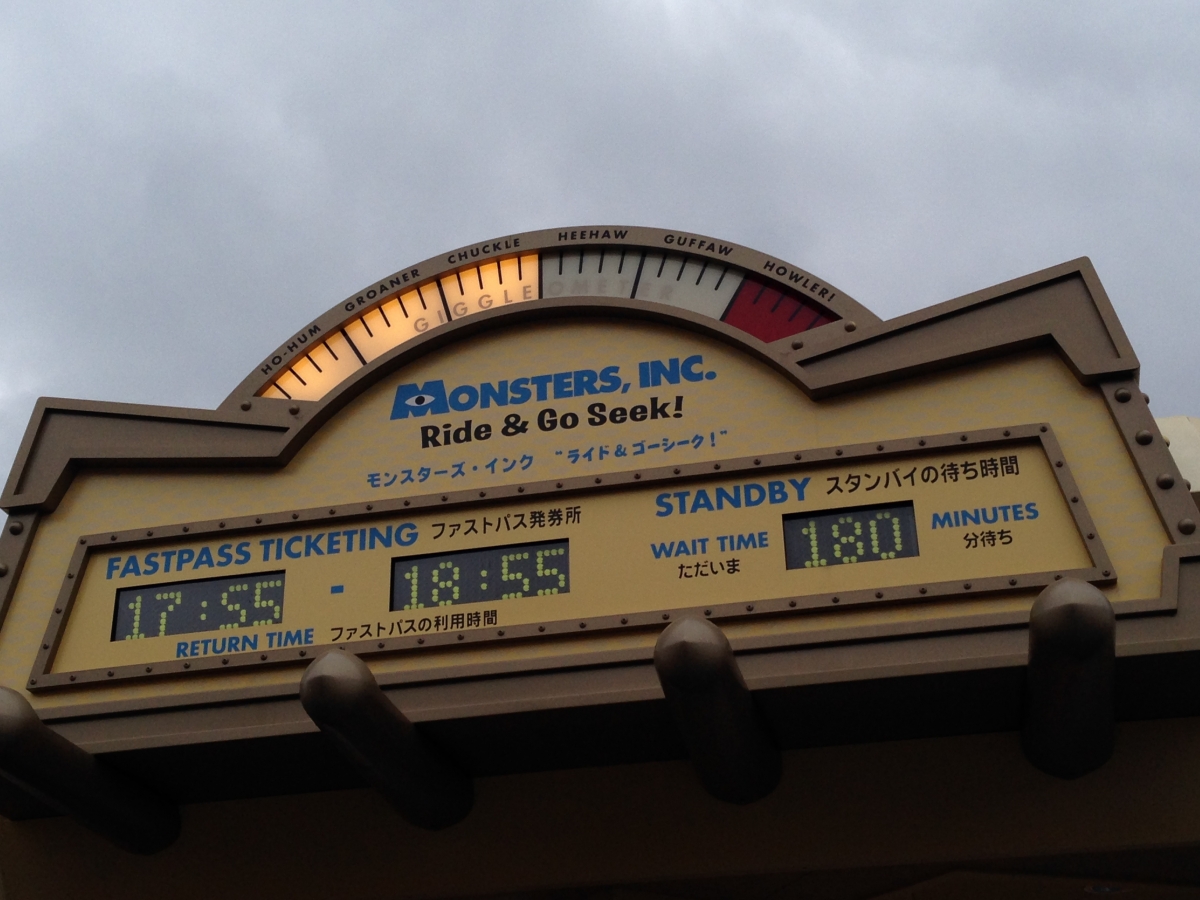 HO-HUM GROANER CHUCKLE HEEHAW GUFFAW HOWLER!
GIGGLE OMETER
MONSTERS, INC.
Ride & Go Seek!
モンスターズ・インク "ライド&ゴーシーク!"
FASTPASS TICKETING ファストパス発券所
17:55 - 18:55
RETURN TIME ファストパスの利用時間
STANDBY スタンバイの待ち時間
WAIT TIME 180 MINUTES
ただいま 分待ち